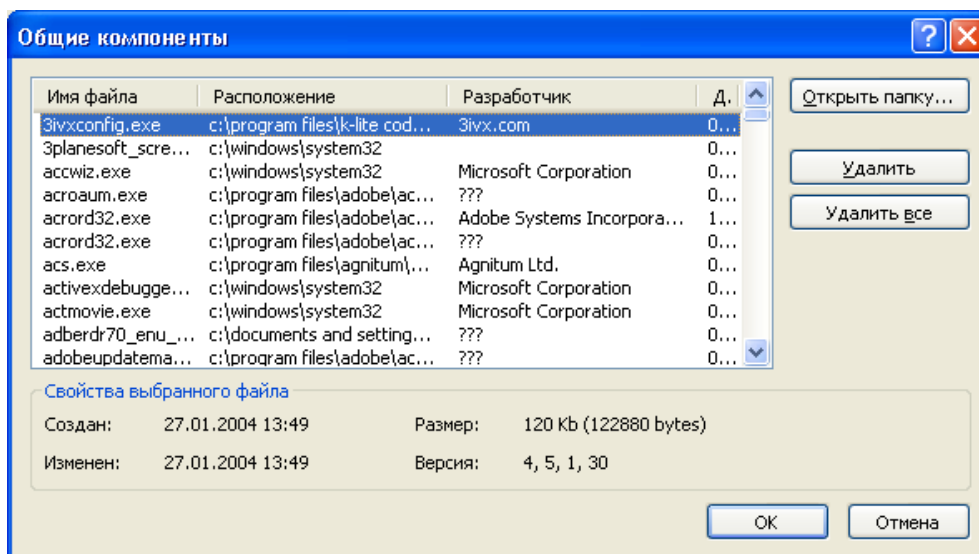 Общие компоненты
Имя файла Расположение Разработчик Д.
3ivxconfig.exe c:\program files\k-lite cod... 3ivx.com 0...
3planesoft_scre... c:\windows\system32 0...
accwiz.exe c:\windows\system32 Microsoft Corporation 0...
acroaum.exe c:\program files\adobe\ac... ??? 0...
acrord32.exe c:\program files\adobe\ac... Adobe Systems Incorpora... 1...
acrord32.exe c:\program files\adobe\ac... ??? 0...
acs.exe c:\program files\agnitum\... Agnitum Ltd. 0...
activexdebugge... c:\windows\system32 Microsoft Corporation 0...
actmovie.exe c:\windows\system32 Microsoft Corporation 0...
adberdr70_enu_... c:\documents and setting... ??? 0...
adobeupdatema... c:\program files\adobe\ac... ??? 0...
Открыть папку...
Удалить
Удалить все
Свойства выбранного файла
Создан: 27.01.2004 13:49 Размер: 120 Kb (122880 bytes)
Изменен: 27.01.2004 13:49 Версия: 4, 5, 1, 30
OK Отмена